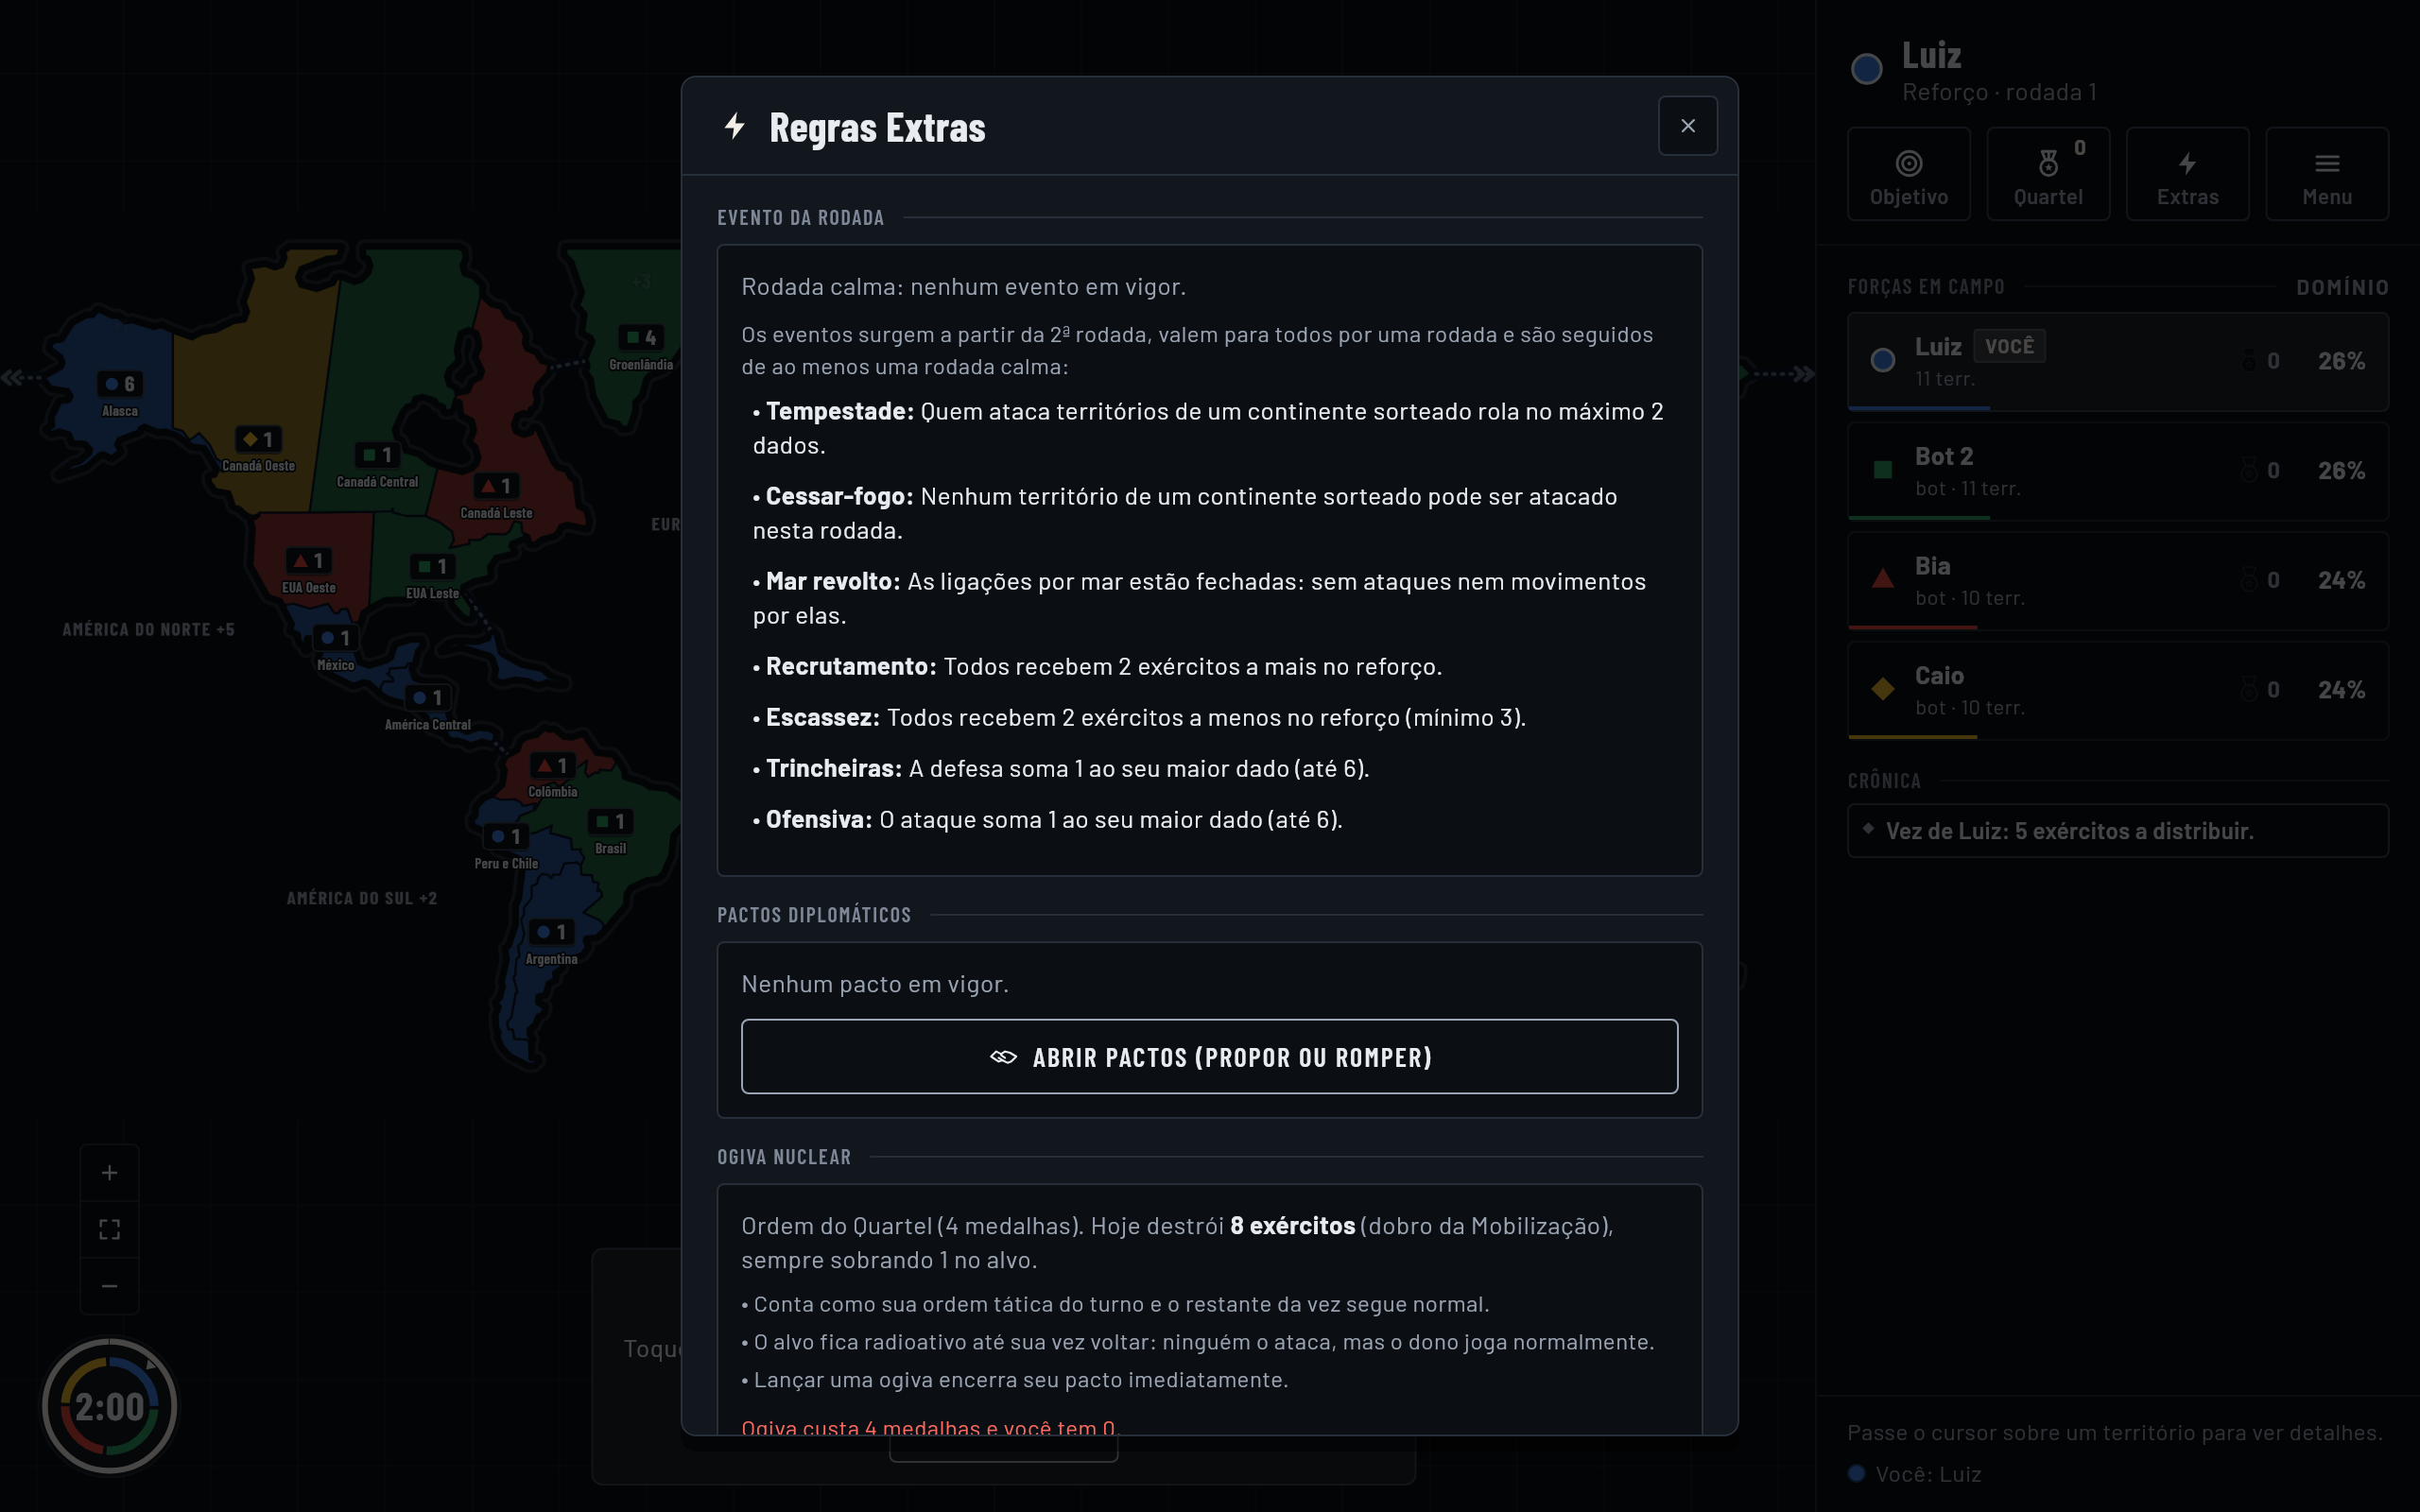 Regras Extras
EVENTO DA RODADA
Rodada calma: nenhum evento em vigor.
Os eventos surgem a partir da 2ª rodada, valem para todos por uma rodada e são seguidos
de ao menos uma rodada calma:
• Tempestade: Quem ataca territórios de um continente sorteado rola no máximo 2
dados.
• Cessar-fogo: Nenhum território de um continente sorteado pode ser atacado
nesta rodada.
• Mar revolto: As ligações por mar estão fechadas: sem ataques nem movimentos
por elas.
• Recrutamento: Todos recebem 2 exércitos a mais no reforço.
• Escassez: Todos recebem 2 exércitos a menos no reforço (mínimo 3).
• Trincheiras: A defesa soma 1 ao seu maior dado (até 6).
• Ofensiva: O ataque soma 1 ao seu maior dado (até 6).
PACTOS DIPLOMÁTICOS
Nenhum pacto em vigor.
ABRIR PACTOS (PROPOR OU ROMPER)
OGIVA NUCLEAR
Ordem do Quartel (4 medalhas). Hoje destrói 8 exércitos (dobro da Mobilização),
sempre sobrando 1 no alvo.
• Conta como sua ordem tática do turno e o restante da vez segue normal.
• O alvo fica radioativo até sua vez voltar: ninguém o ataca, mas o dono joga normalmente.
• Lançar uma ogiva encerra seu pacto imediatamente.
Ogiva custa 4 medalhas e você tem 0.
+3
4
Groenlândia
6
Alasca
1
Canadá Oeste
1
Canadá Central
1
Canadá Leste
EUR
1
EUA Oeste
1
EUA Leste
AMÉRICA DO NORTE +5
1
México
1
América Central
1
Colômbia
1
Brasil
1
Peru e Chile
AMÉRICA DO SUL +2
1
Argentina
+
−
2:00
Toqu
Luiz
Reforço · rodada 1
Objetivo
0
Quartel
Extras
Menu
FORÇAS EM CAMPO DOMÍNIO
Luiz VOCÊ
11 terr.
0 26%
Bot 2
bot · 11 terr.
0 26%
Bia
bot · 10 terr.
0 24%
Caio
bot · 10 terr.
0 24%
CRÔNICA
Vez de Luiz: 5 exércitos a distribuir.
Passe o cursor sobre um território para ver detalhes.
Você: Luiz